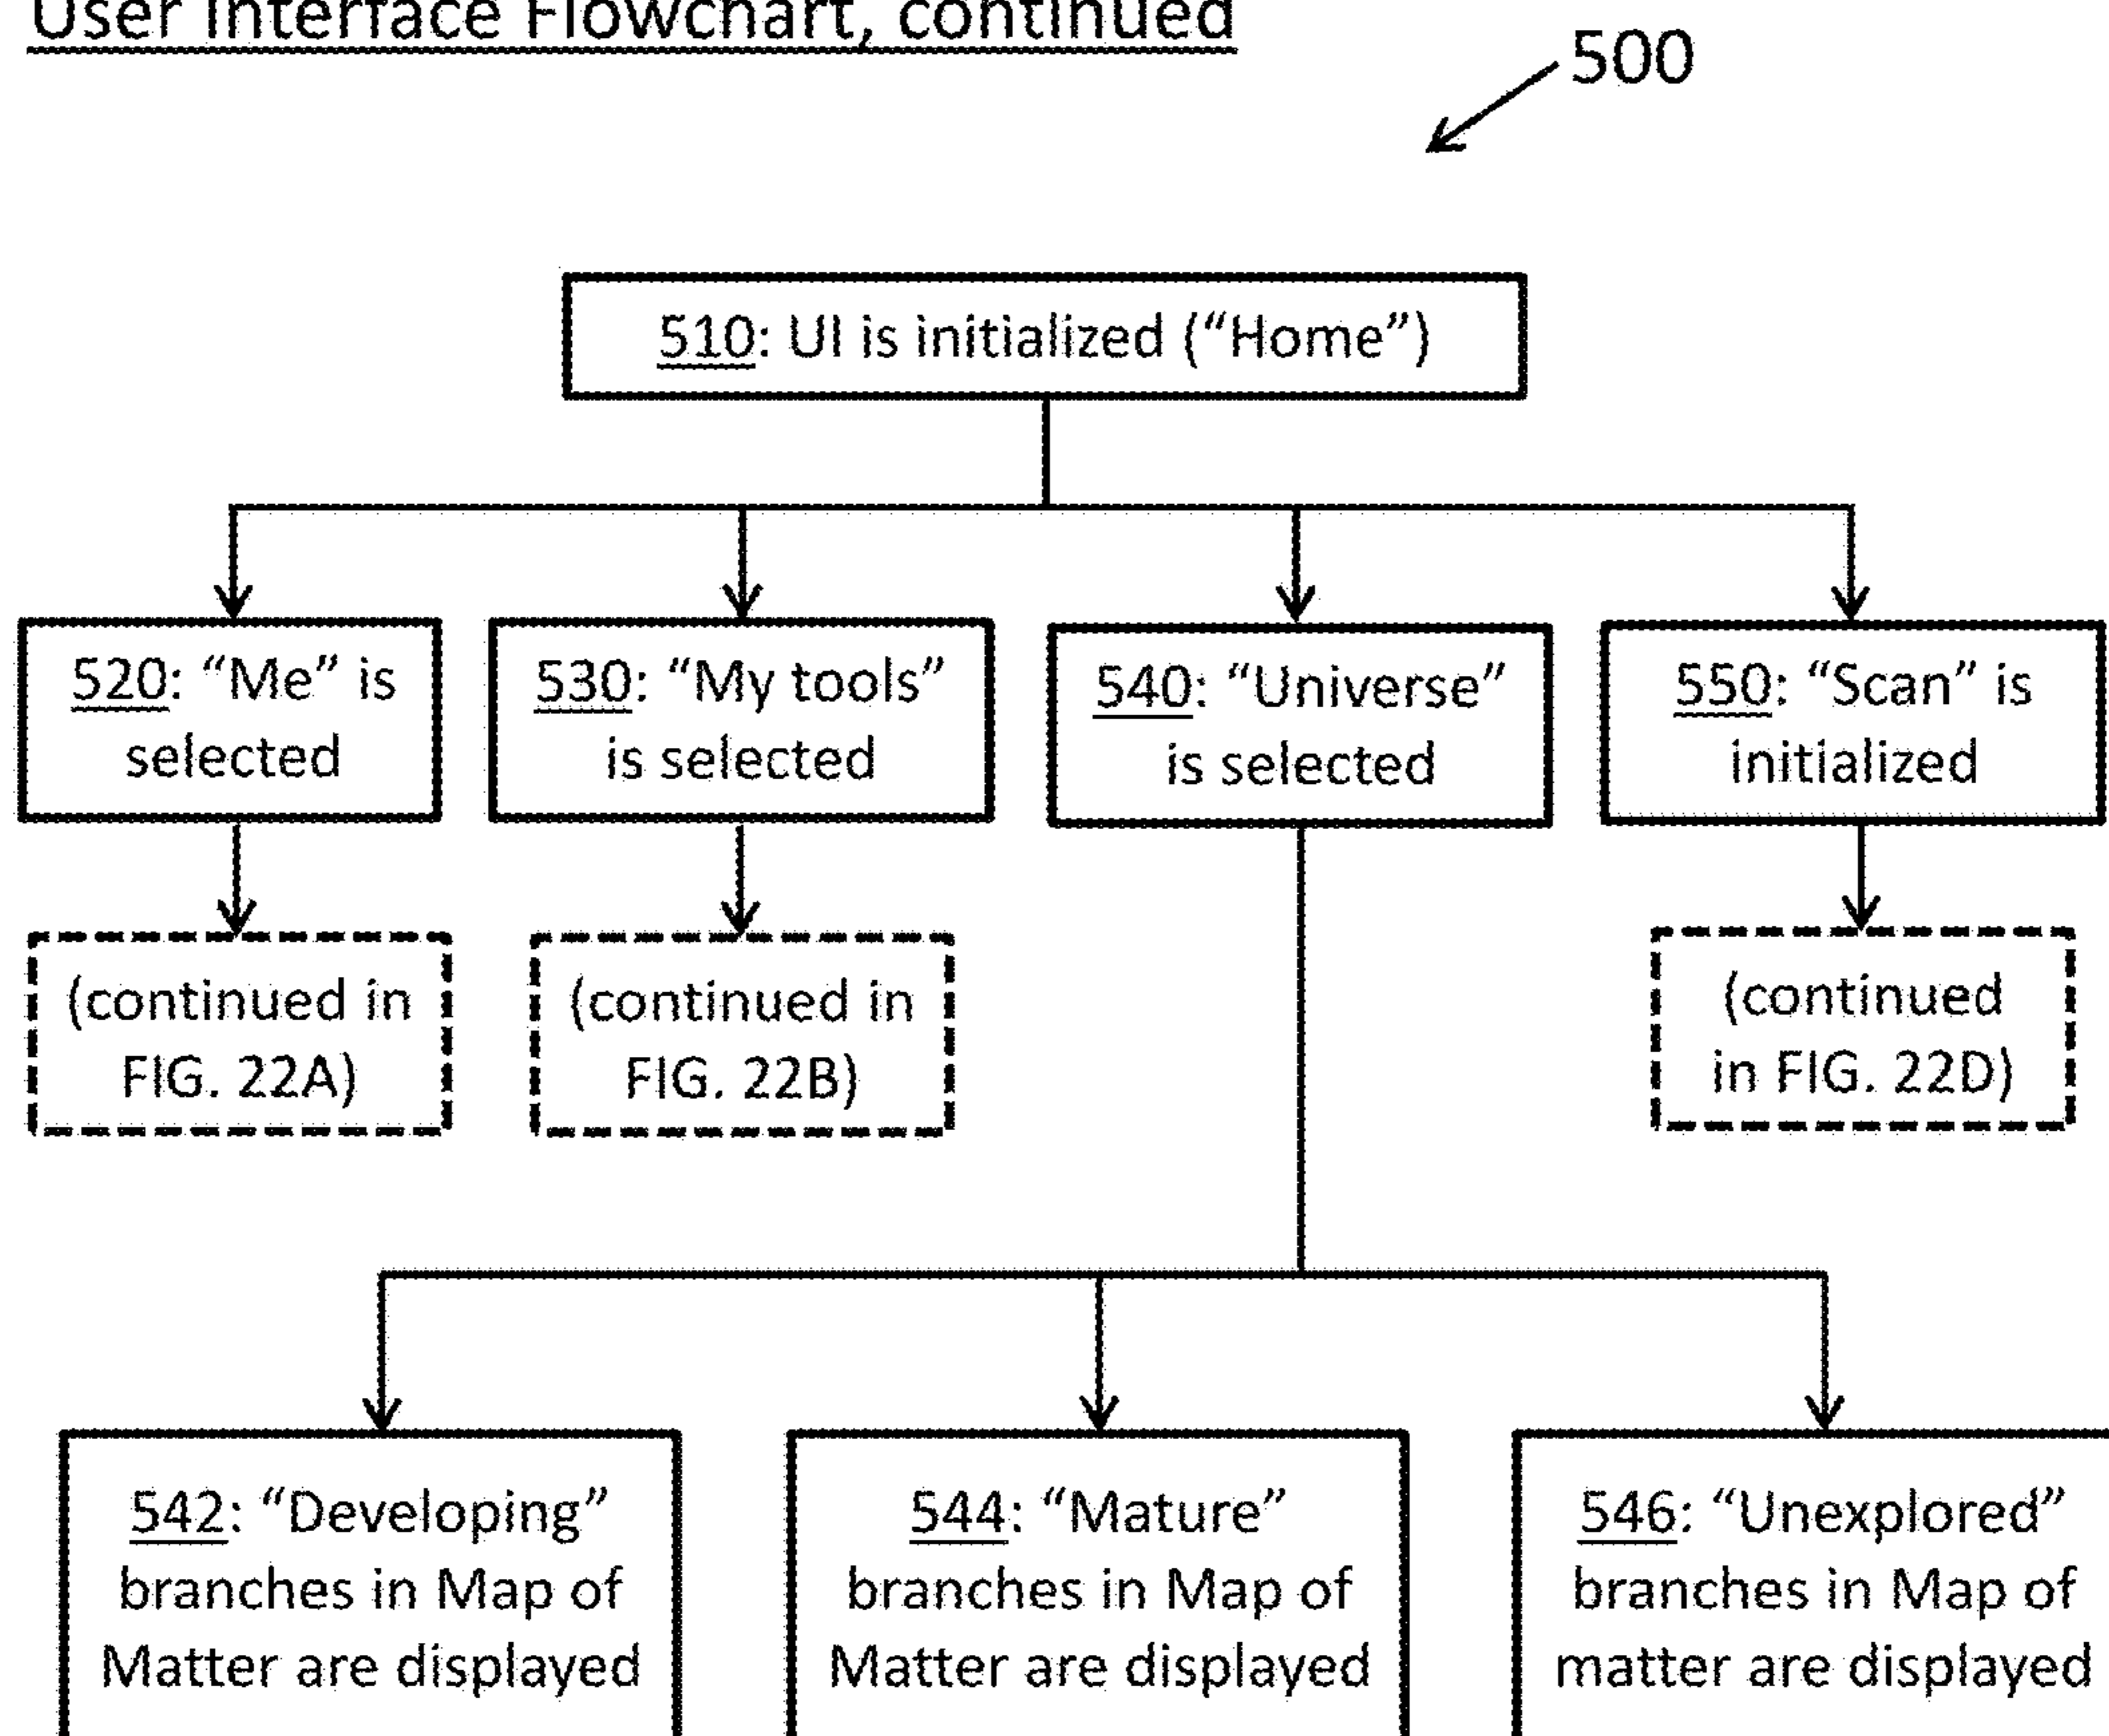 User Interface Flowchart, continued
500
510: UI is initialized (“Home”)
520: “Me” is
selected
530: “My tools”
is selected
540: “Universe”
is selected
550: “Scan” is
initialized
(continued in
FIG. 22A)
(continued in
FIG. 22B)
(continued
in FIG. 22D)
542: “Developing”
branches in Map of
Matter are displayed
544: “Mature”
branches in Map of
Matter are displayed
546: “Unexplored”
branches in Map of
matter are displayed